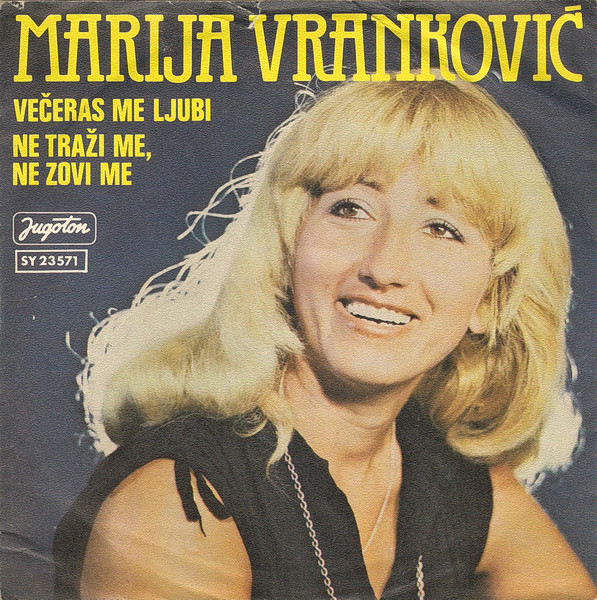 MARIJA VRANKOVIĆ
VEČERAS ME LJUBI
NE TRAŽI ME,
NE ZOVI ME
Jugoton
SY 23571